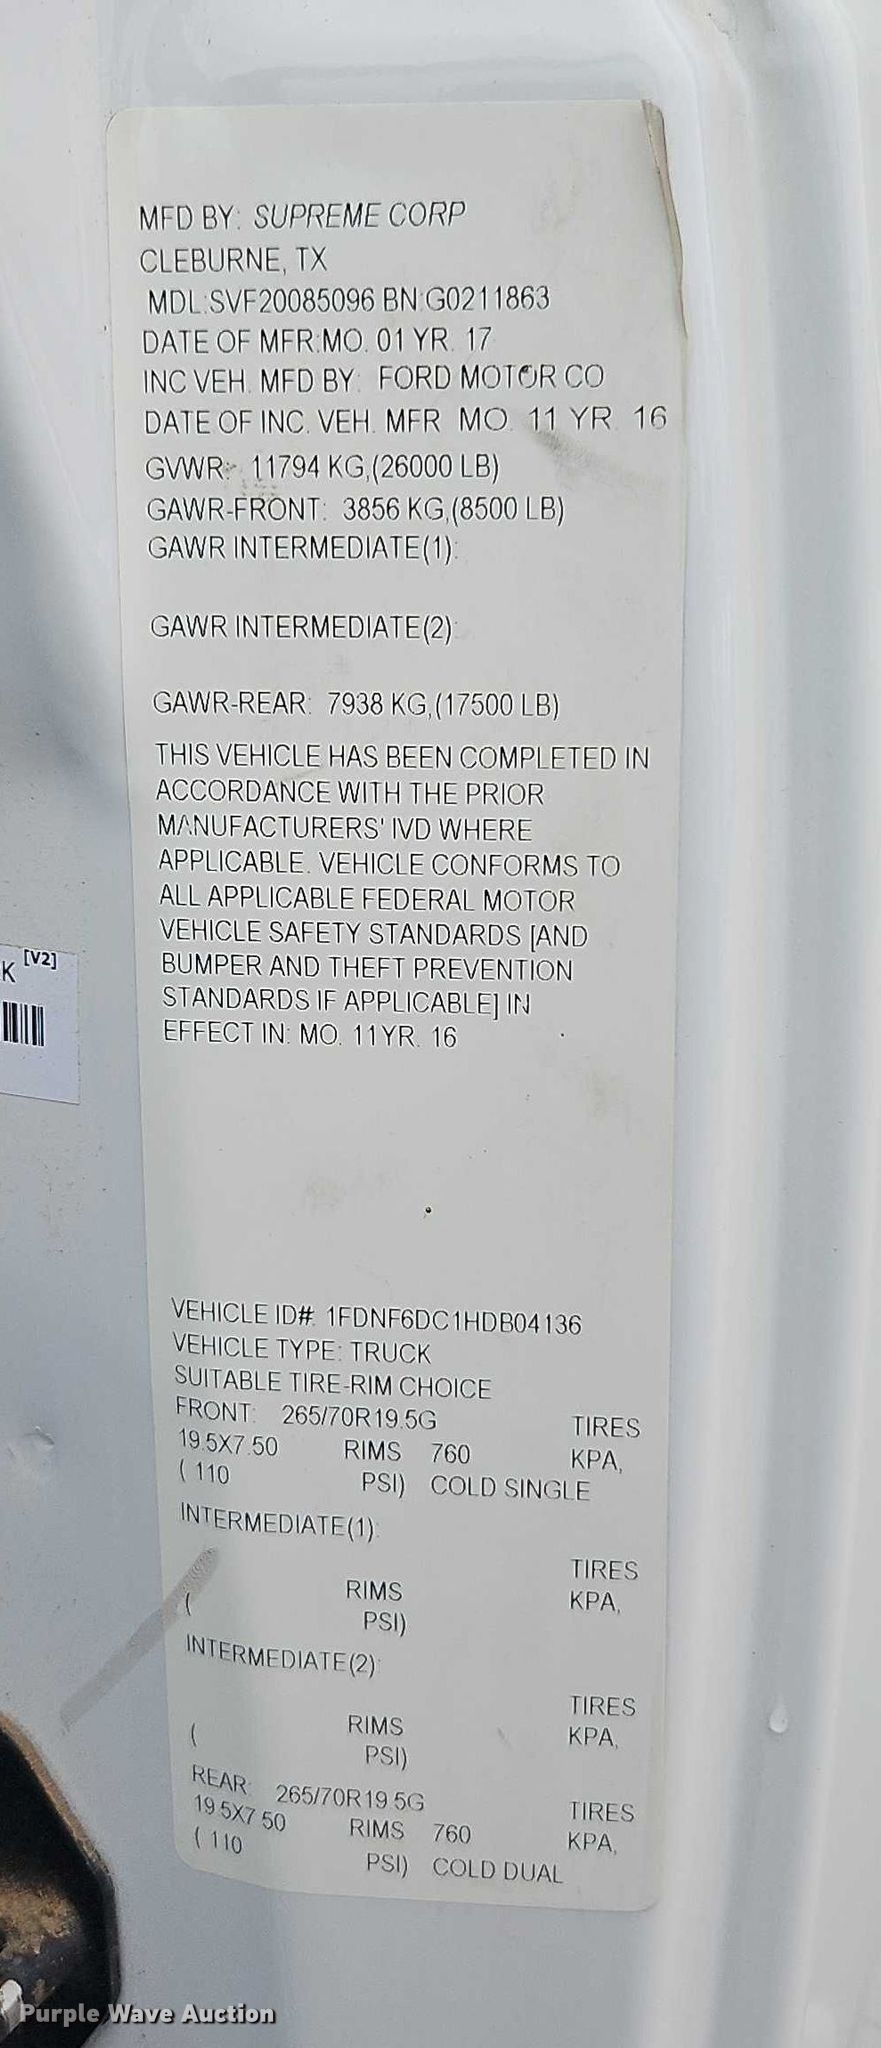 MFD BY: SUPREME CORP
CLEBURNE, TX
MDL:SVF20085096 BN:G0211863
DATE OF MFR:MO. 01 YR. 17
INC VEH. MFD BY: FORD MOTOR CO
DATE OF INC. VEH. MFR MO. 11 YR. 16
GVWR: 11794 KG,(26000 LB)
GAWR-FRONT: 3856 KG,(8500 LB)
GAWR INTERMEDIATE(1):
GAWR INTERMEDIATE(2):
GAWR-REAR: 7938 KG,(17500 LB)
THIS VEHICLE HAS BEEN COMPLETED IN
ACCORDANCE WITH THE PRIOR
MANUFACTURERS' IVD WHERE
APPLICABLE. VEHICLE CONFORMS TO
ALL APPLICABLE FEDERAL MOTOR
VEHICLE SAFETY STANDARDS [AND
BUMPER AND THEFT PREVENTION
STANDARDS IF APPLICABLE] IN
EFFECT IN: MO. 11YR. 16
K [V2]
VEHICLE ID#: 1FDNF6DC1HDB04136
VEHICLE TYPE: TRUCK
SUITABLE TIRE-RIM CHOICE
FRONT: 265/70R19.5G TIRES
19.5X7.50 RIMS 760 KPA,
( 110 PSI) COLD SINGLE
INTERMEDIATE(1):
TIRES
RIMS KPA,
( PSI)
INTERMEDIATE(2):
TIRES
RIMS KPA,
( PSI)
REAR: 265/70R19.5G TIRES
19.5X7.50 RIMS 760 KPA,
( 110 PSI) COLD DUAL
Purple Wave Auction